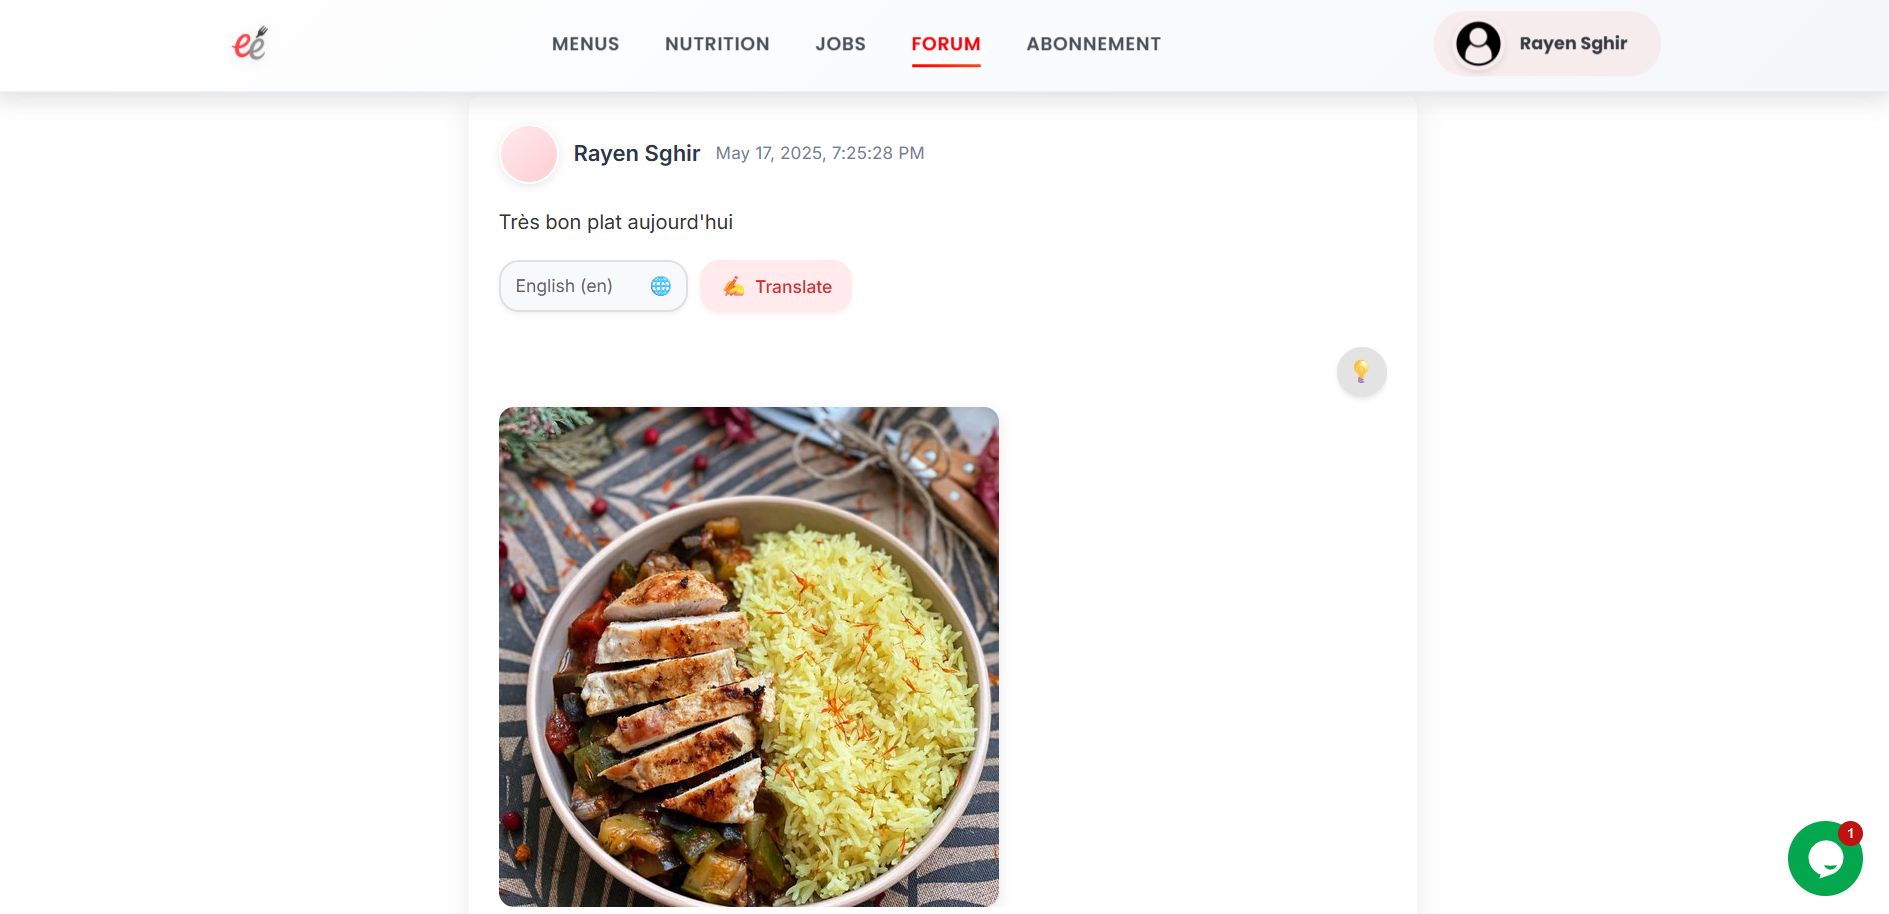 MENUS NUTRITION JOBS FORUM ABONNEMENT Rayen Sghir
Rayen Sghir May 17, 2025, 7:25:28 PM
Très bon plat aujourd'hui
English (en) Translate
1